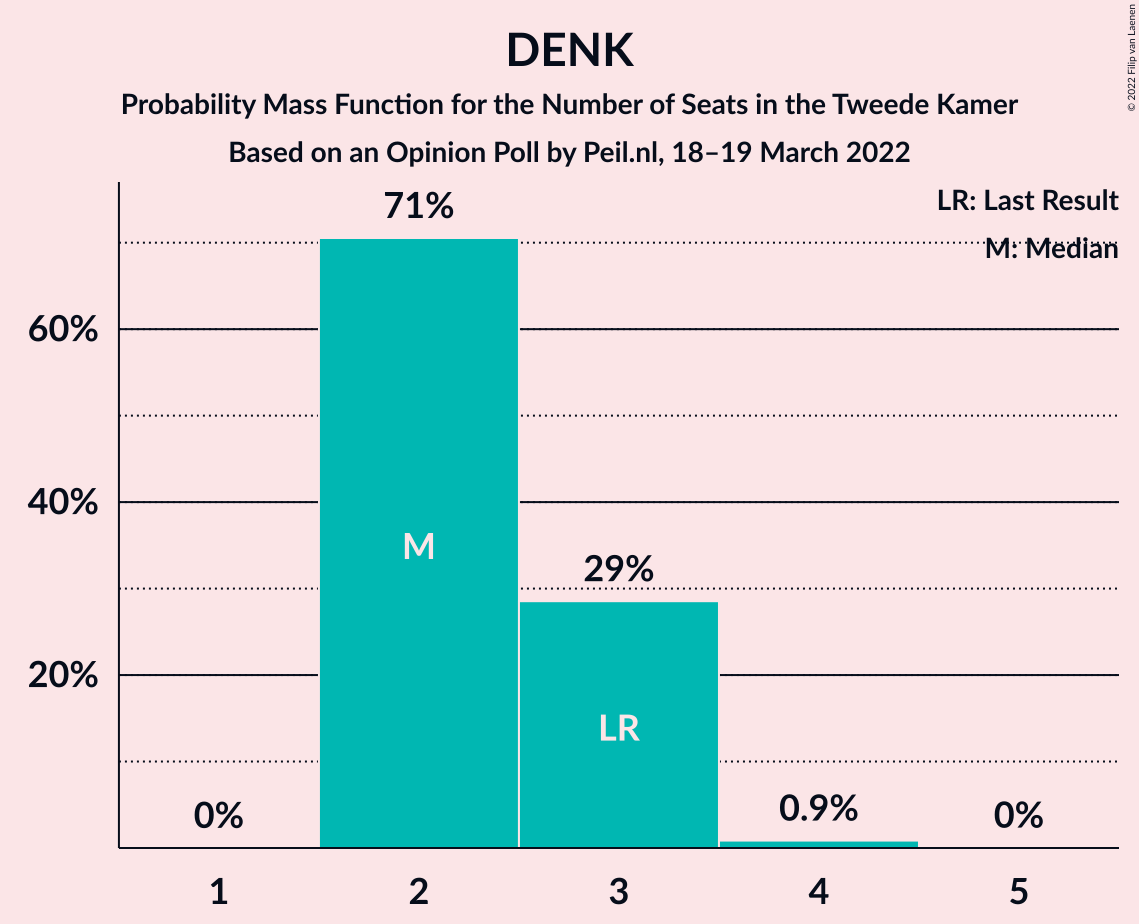 DENK
Probability Mass Function for the Number of Seats in the Tweede Kamer
Based on an Opinion Poll by Peil.nl, 18–19 March 2022
© 2022 Filip van Laenen
LR: Last Result
M: Median
71%
60%
40%
M
29%
20%
LR
0%
0.9%
0%
1
2
3
4
5